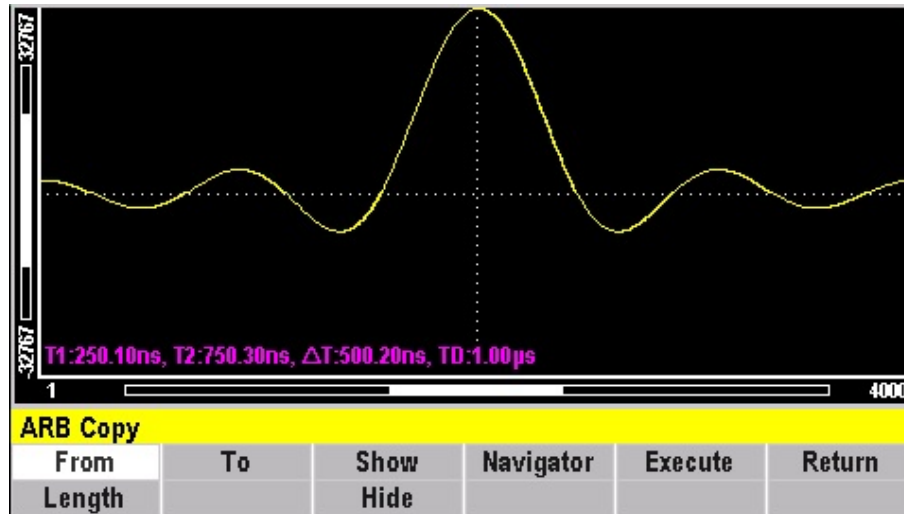 32767
-32767
T1:250.10ns, T2:750.30ns, ΔT:500.20ns, TD:1.00µs
1 4000
ARB Copy
From To Show Navigator Execute Return
Length Hide